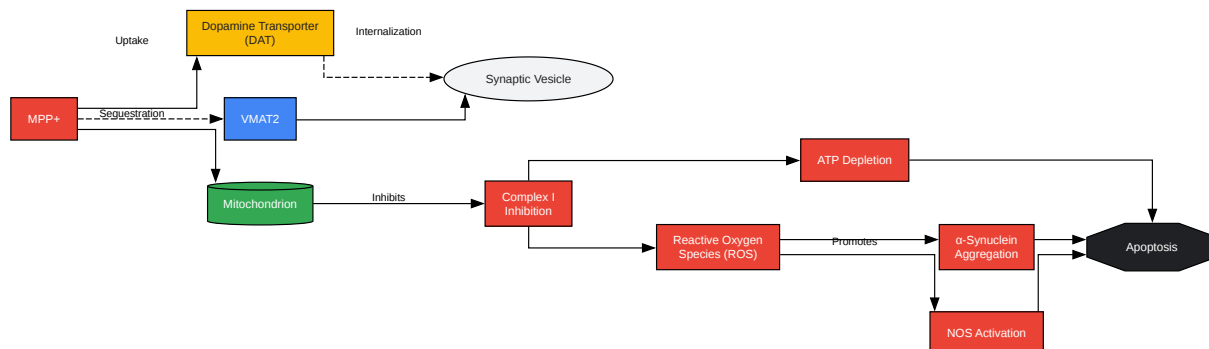 Dopamine Transporter
(DAT)
Internalization
Uptake
Synaptic Vesicle
MPP+
Sequestration
VMAT2
ATP Depletion
Mitochondrion
Inhibits
Complex I
Inhibition
Reactive Oxygen
Species (ROS)
Promotes
α-Synuclein
Aggregation
Apoptosis
NOS Activation